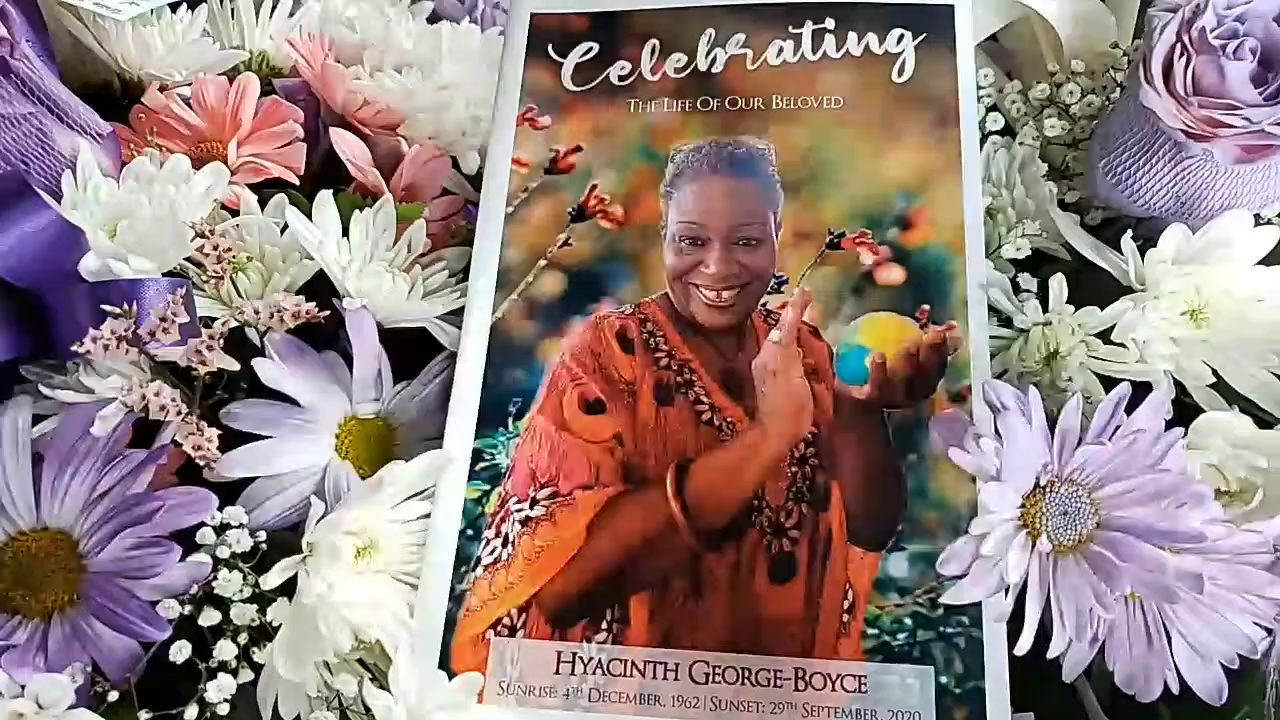 Celebrating
The Life Of Our Beloved
Hyacinth George-Boyce
Sunrise: 4th December, 1962 | Sunset: 29th September, 2020